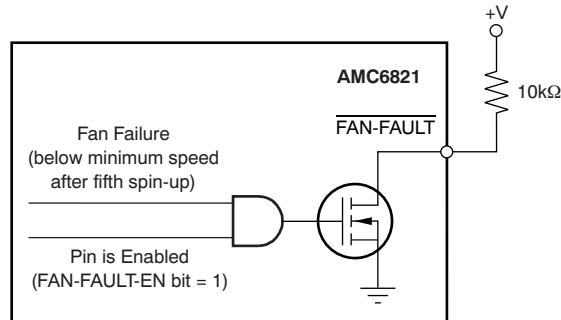 +V
AMC6821
10kΩ
FAN-FAULT
Fan Failure
(below minimum speed
after fifth spin-up)
Pin is Enabled
(FAN-FAULT-EN bit = 1)